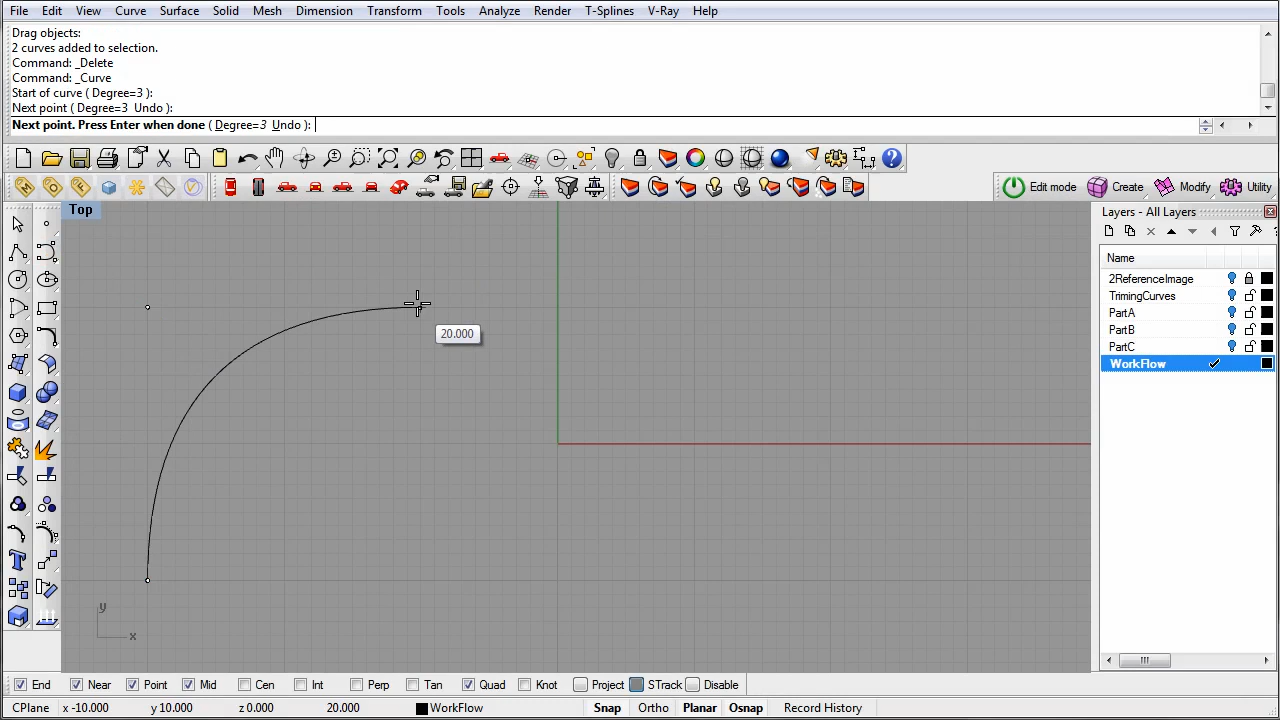 File Edit View Curve Surface Solid Mesh Dimension Transform Tools Analyze Render T-Splines V-Ray Help
Drag objects:
2 curves added to selection.
Command: _Delete
Command: _Curve
Start of curve ( Degree=3 ):
Next point ( Degree=3 Undo ):
Next point. Press Enter when done ( Degree=3 Undo ):
Edit mode Create Modify Utility
Top
Layers - All Layers
Name
2ReferenceImage
TrimingCurves
PartA
PartB
PartC
WorkFlow
20.000
y
x
End Near Point Mid Cen Int Perp Tan Quad Knot Project STrack Disable
CPlane x -10.000 y 10.000 z 0.000 20.000 WorkFlow Snap Ortho Planar Osnap Record History